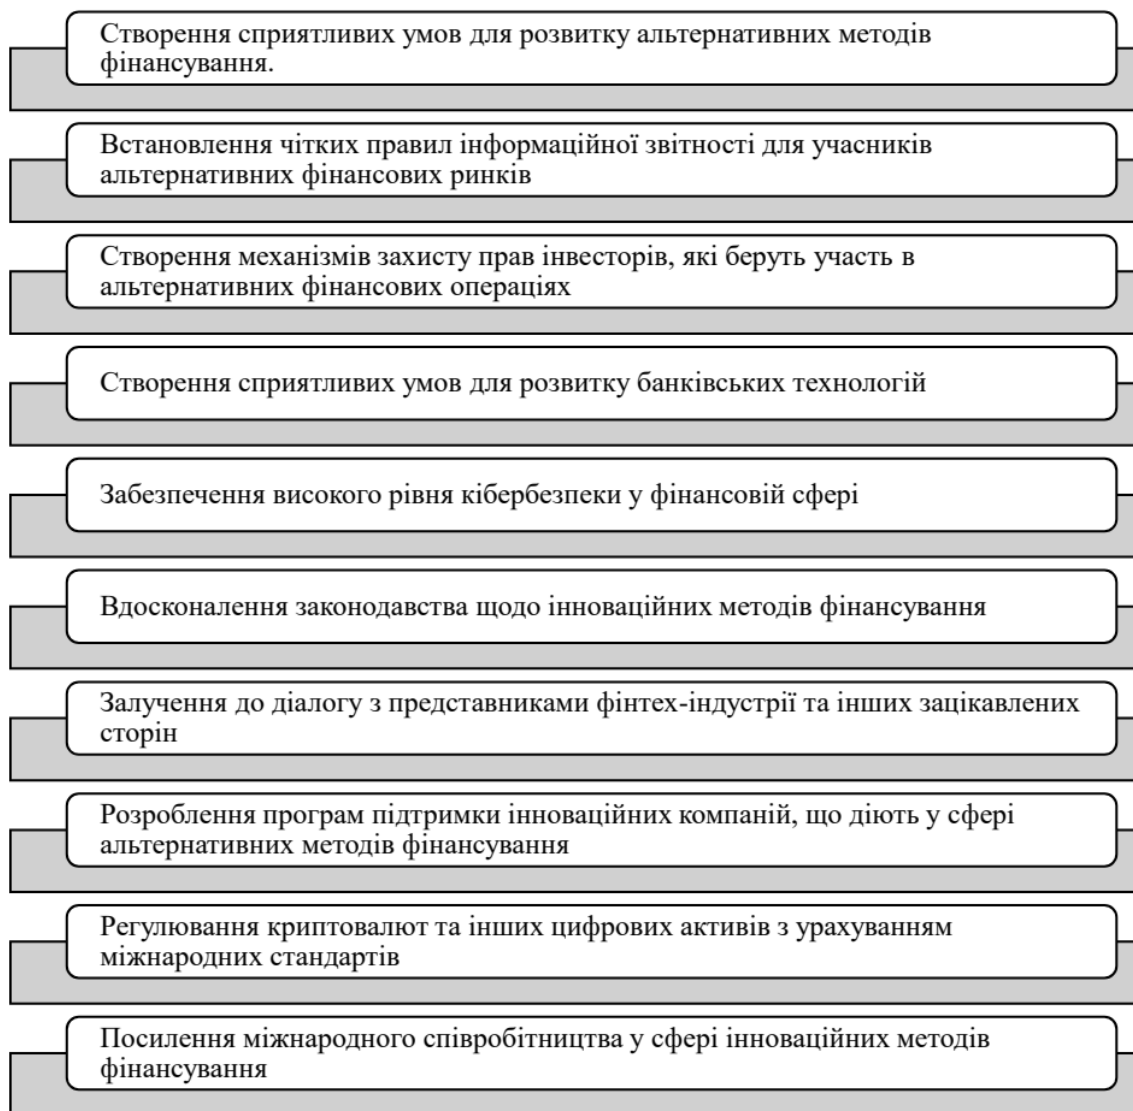 Створення сприятливих умов для розвитку альтернативних методів
фінансування.
Встановлення чітких правил інформаційної звітності для учасників
альтернативних фінансових ринків
Створення механізмів захисту прав інвесторів, які беруть участь в
альтернативних фінансових операціях
Створення сприятливих умов для розвитку банківських технологій
Забезпечення високого рівня кібербезпеки у фінансовій сфері
Вдосконалення законодавства щодо інноваційних методів фінансування
Залучення до діалогу з представниками фінтех-індустрії та інших зацікавлених
сторін
Розроблення програм підтримки інноваційних компаній, що діють у сфері
альтернативних методів фінансування
Регулювання криптовалют та інших цифрових активів з урахуванням
міжнародних стандартів
Посилення міжнародного співробітництва у сфері інноваційних методів
фінансування